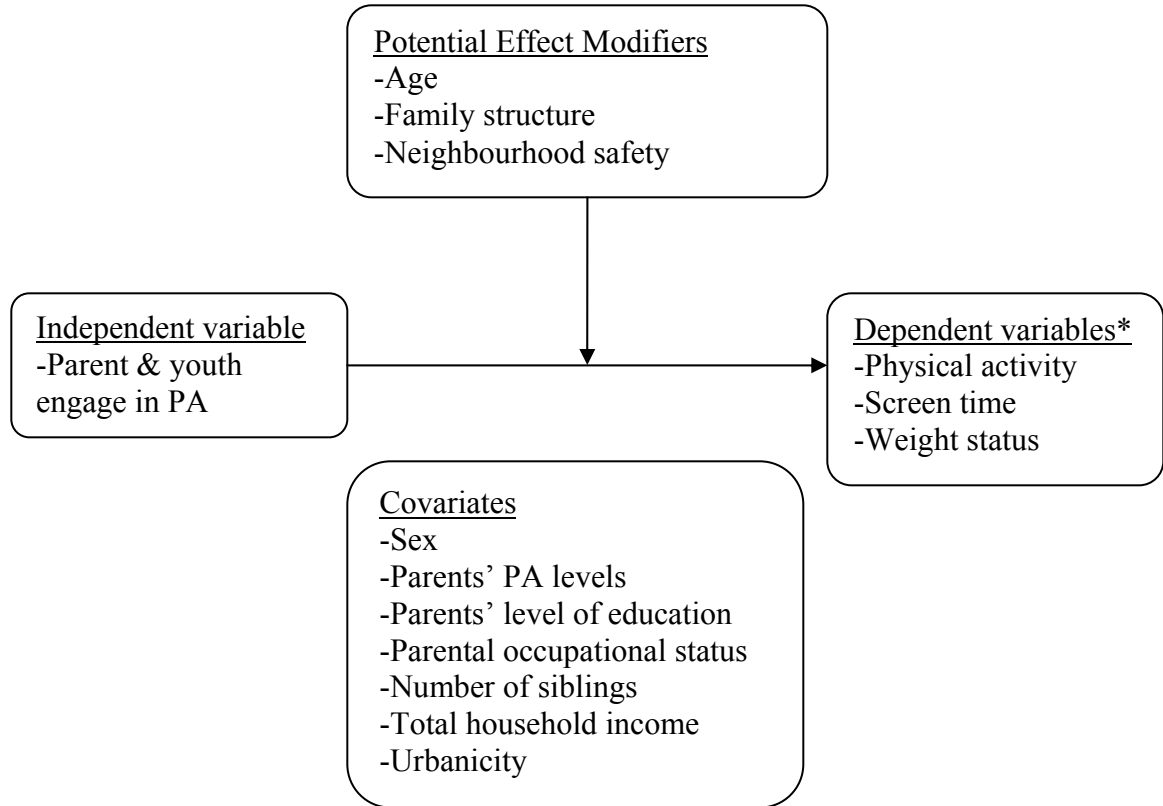 Potential Effect Modifiers
-Age
-Family structure
-Neighbourhood safety
Independent variable
-Parent & youth
engage in PA
Dependent variables*
-Physical activity
-Screen time
-Weight status
Covariates
-Sex
-Parents’ PA levels
-Parents’ level of education
-Parental occupational status
-Number of siblings
-Total household income
-Urbanicity